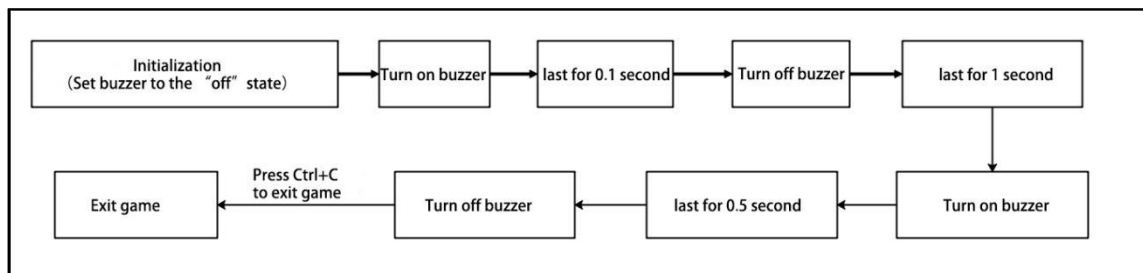 Initialization
(Set buzzer to the “off” state)
Turn on buzzer
last for 0.1 second
Turn off buzzer
last for 1 second
Turn on buzzer
last for 0.5 second
Turn off buzzer
Press Ctrl+C
to exit game
Exit game